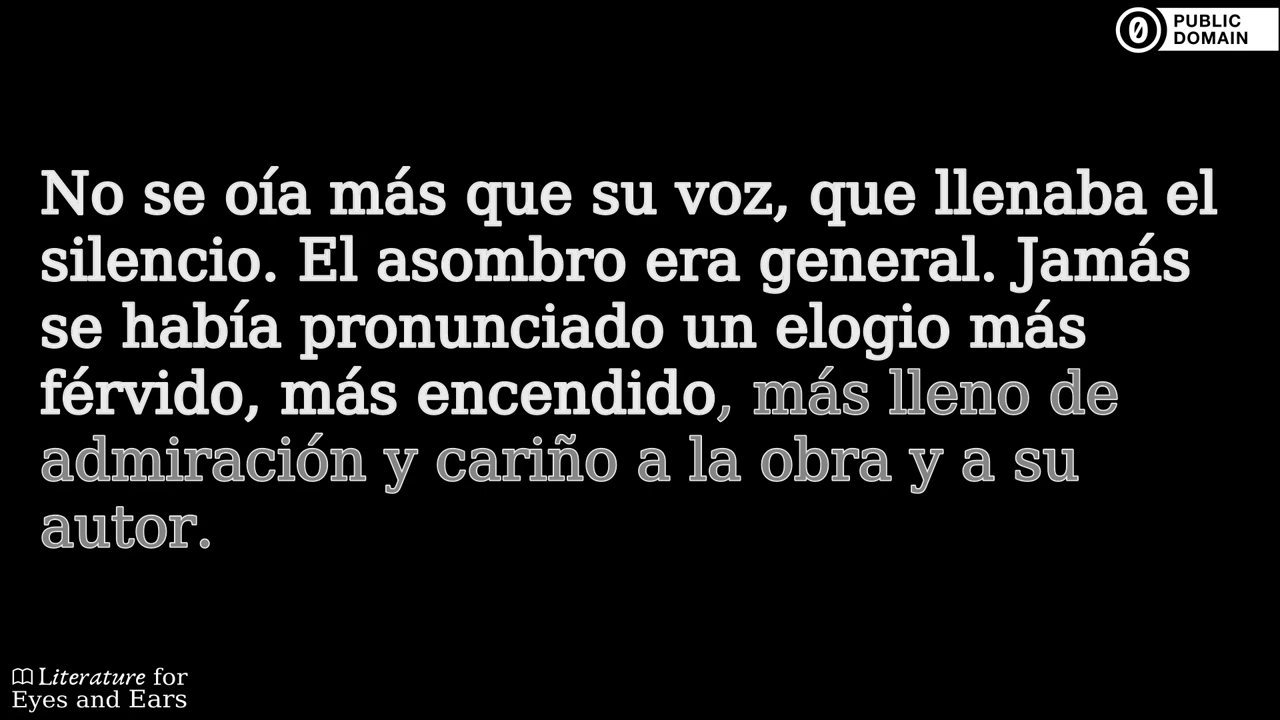 PUBLIC
DOMAIN
No se oía más que su voz, que llenaba el
silencio. El asombro era general. Jamás
se había pronunciado un elogio más
férvido, más encendido, más lleno de
admiración y cariño a la obra y a su
autor.
Literature for
Eyes and Ears